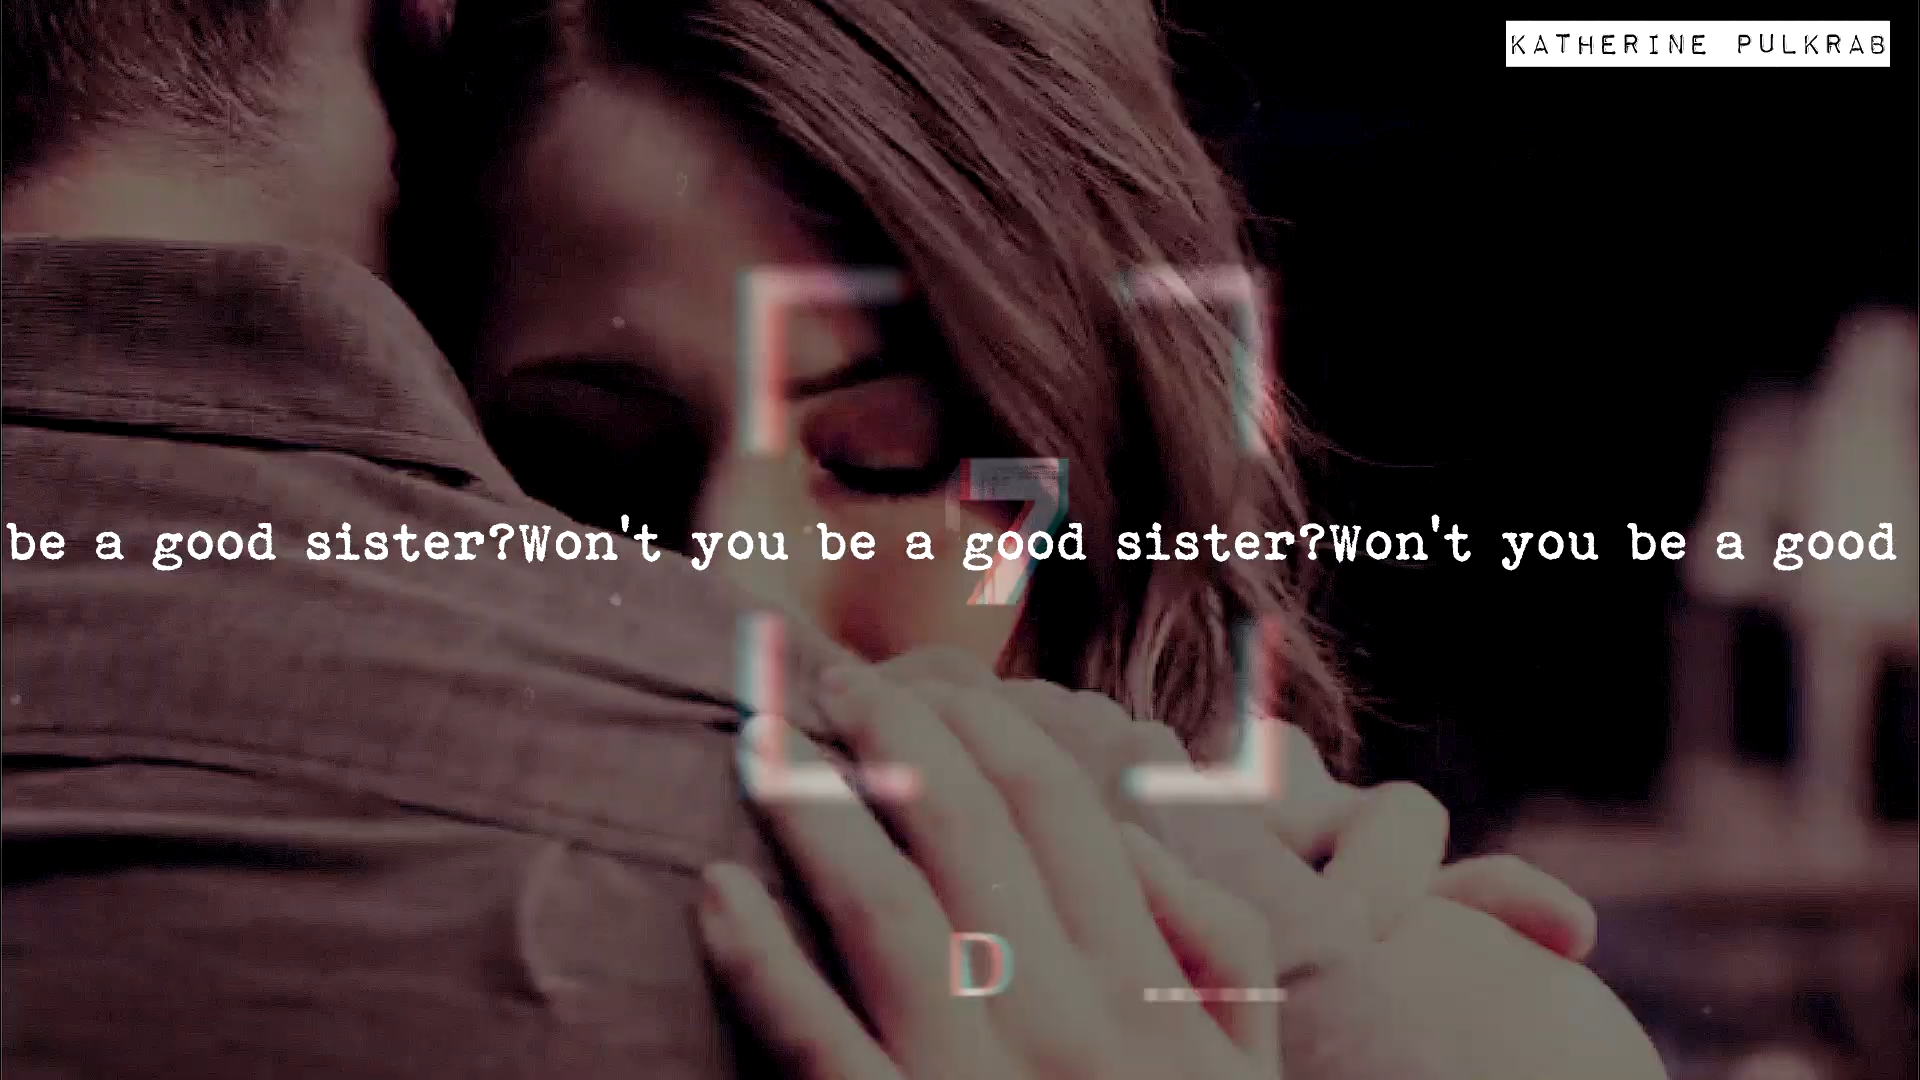 KATHERINE PULKRAB
be a good sister?Won't you be a good sister?Won't you be a good
7
D